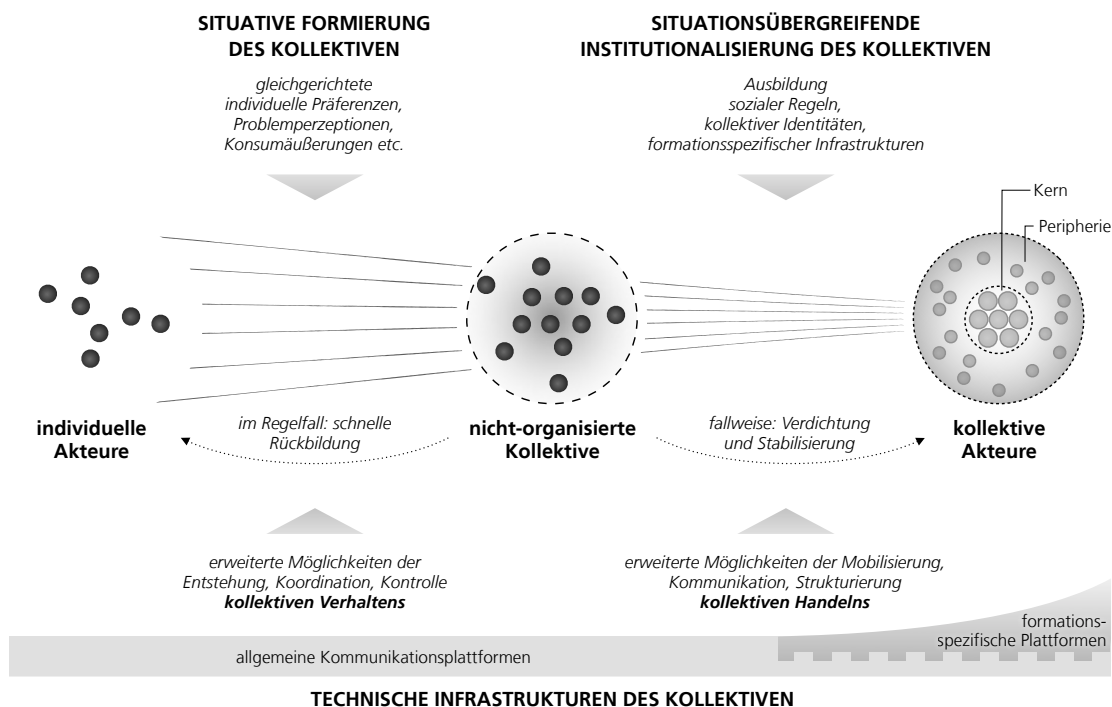 SITUATIVE FORMIERUNG
DES KOLLEKTIVEN
gleichgerichtete
individuelle Präferenzen,
Problemperzeptionen,
Konsumäußerungen etc.
SITUATIONSÜBERGREIFENDE
INSTITUTIONALISIERUNG DES KOLLEKTIVEN
Ausbildung
sozialer Regeln,
kollektiver Identitäten,
formationsspezifischer Infrastrukturen
Kern
Peripherie
individuelle
Akteure
im Regelfall: schnelle
Rückbildung
nicht-organisierte
Kollektive
fallweise: Verdichtung
und Stabilisierung
kollektive
Akteure
erweiterte Möglichkeiten der
Entstehung, Koordination, Kontrolle
kollektiven Verhaltens
erweiterte Möglichkeiten der Mobilisierung,
Kommunikation, Strukturierung
kollektiven Handelns
allgemeine Kommunikationsplattformen
formations-
spezifische Plattformen
TECHNISCHE INFRASTRUKTUREN DES KOLLEKTIVEN